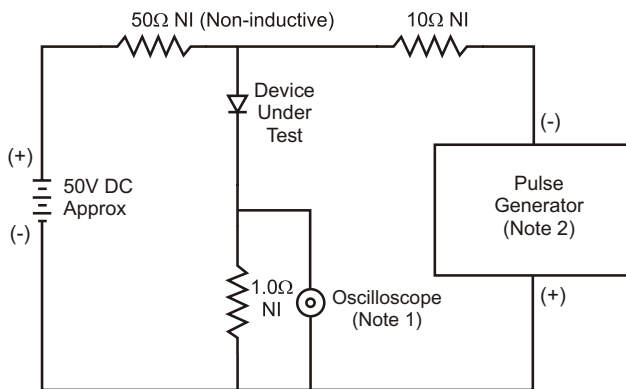 50Ω NI (Non-inductive)
10Ω NI
Device
Under
Test
(+)
50V DC
Approx
(-)
(-)
Pulse
Generator
(Note 2)
(+)
1.0Ω
NI
Oscilloscope
(Note 1)